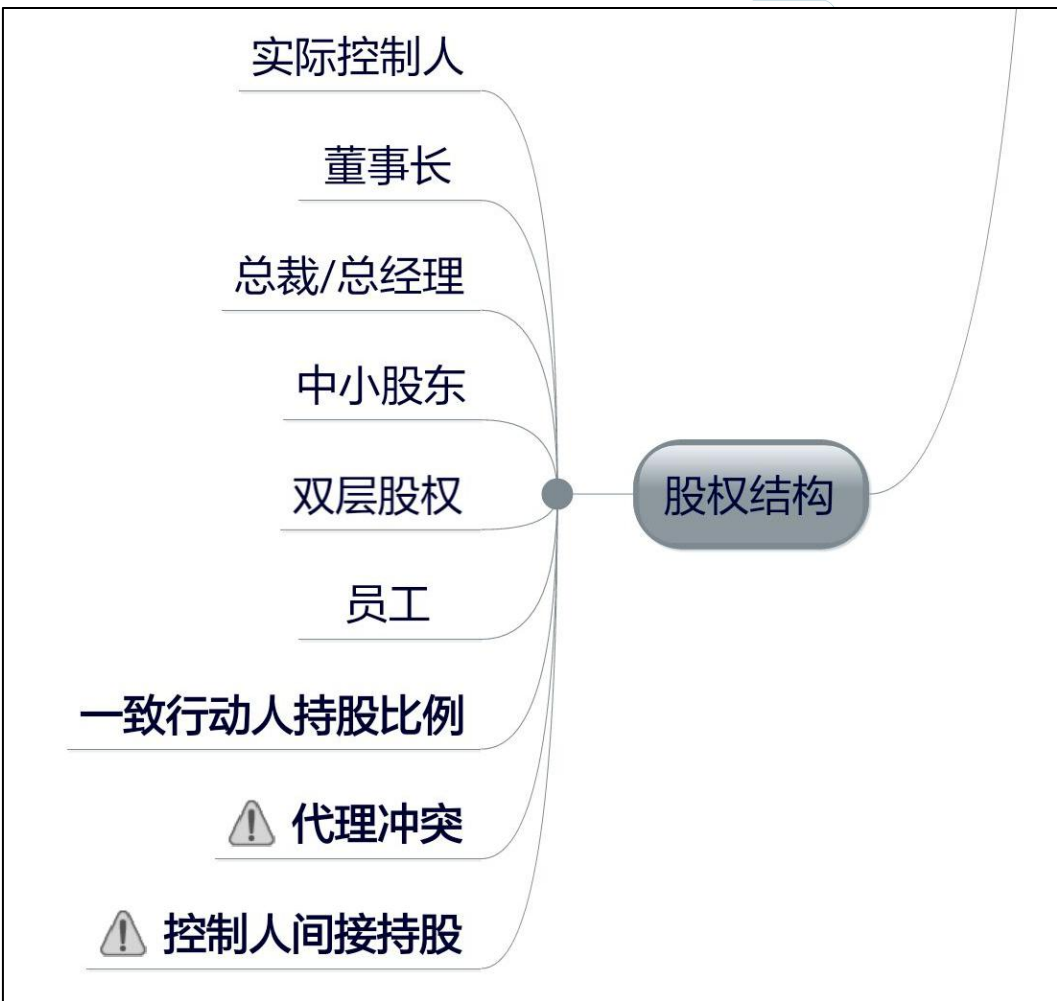 实际控制人
董事长
总裁/总经理
中小股东
双层股权
股权结构
员工
一致行动人持股比例
代理冲突
控制人间接持股